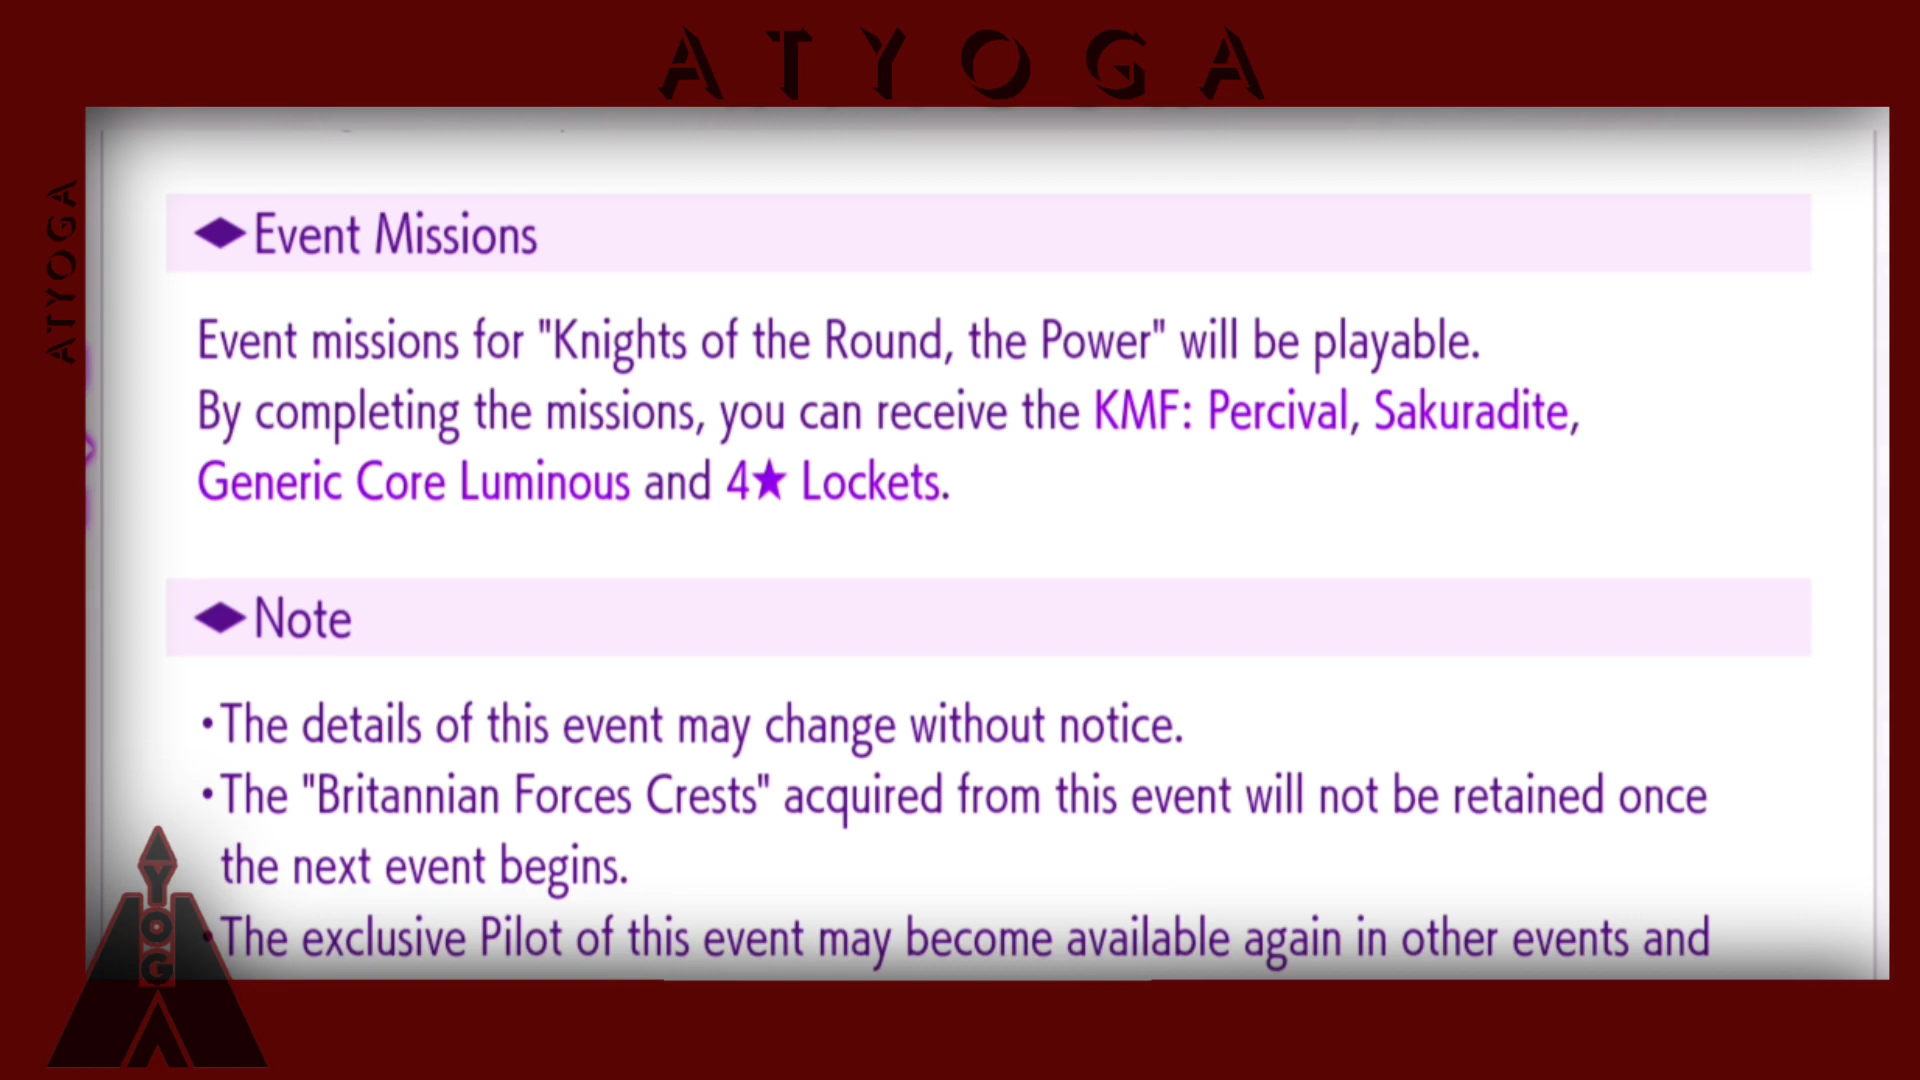 ATYOGA
ATYOGA
◆Event Missions
Event missions for "Knights of the Round, the Power" will be playable.
By completing the missions, you can receive the KMF: Percival, Sakuradite,
Generic Core Luminous and 4★ Lockets.
◆Note
・The details of this event may change without notice.
・The "Britannian Forces Crests" acquired from this event will not be retained once
the next event begins.
・The exclusive Pilot of this event may become available again in other events and
AYOGA